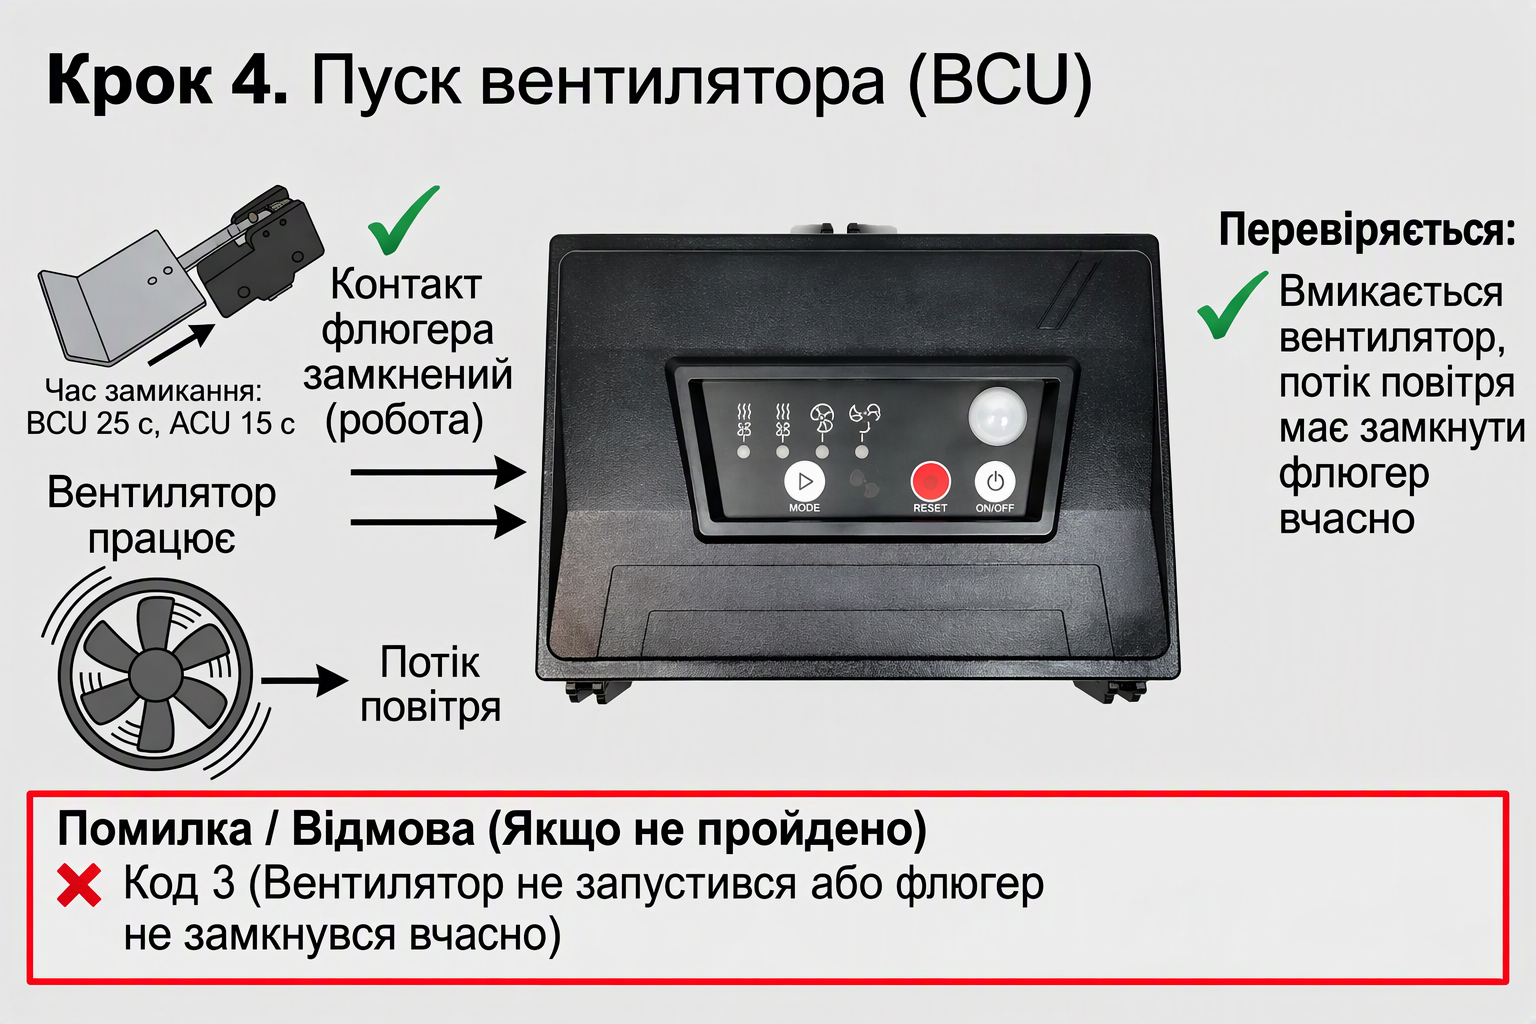 Крок 4. Пуск вентилятора (BCU)
Контакт
флюгера
замкнений
(робота)
Час замикання:
BCU 25 с, ACU 15 с
Вентилятор
працює
Потік
повітря
MODE
RESET
ON/OFF
Перевіряється:
Вмикається
вентилятор,
потік повітря
має замкнути
флюгер
вчасно
Помилка / Відмова (Якщо не пройдено)
Код 3 (Вентилятор не запустився або флюгер
не замкнувся вчасно)